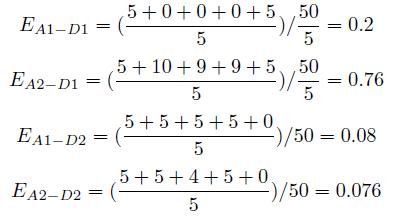 E_{A1-D1} = (\frac{5+0+0+0+5}{5})/\frac{50}{5} = 0.2
E_{A2-D1} = (\frac{5+10+9+9+5}{5})/\frac{50}{5} = 0.76
E_{A1-D2} = (\frac{5+5+5+5+0}{5})/50 = 0.08
E_{A2-D2} = (\frac{5+5+4+5+0}{5})/50 = 0.076